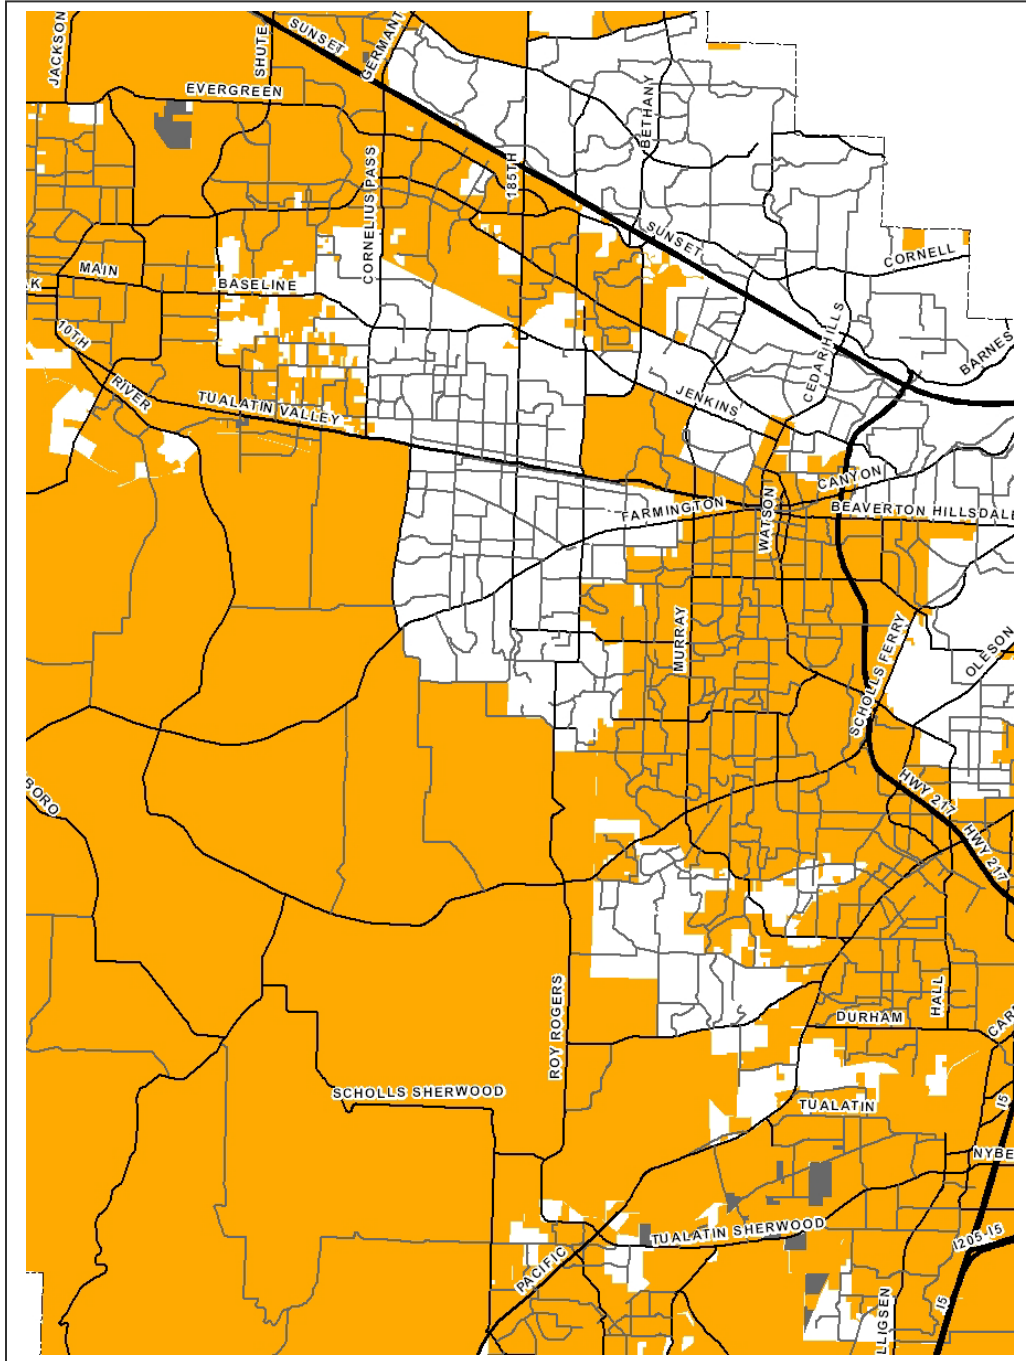 JACKSON
SHUTE
SUNSET
GERMANT
EVERGREEN
BETHANY
185TH
CORNELIUS PASS
SUNSET
CORNELL
MAIN
AK
BASELINE
10TH
CEDAR HILLS
BARNES
RIVER
TUALATIN VALLEY
JENKINS
CANYON
FARMINGTON
WATSON
BEAVERTON HILLSDALE
MURRAY
SCHOLLS FERRY
OLESON
BORO
HWY 217
HWY 217
ROY ROGERS
HALL
DURHAM
CAR
SCHOLLS SHERWOOD
TUALATIN
I5
NYBE
TUALATIN SHERWOOD
I205-I5
PACIFIC
I5
LLIGSEN